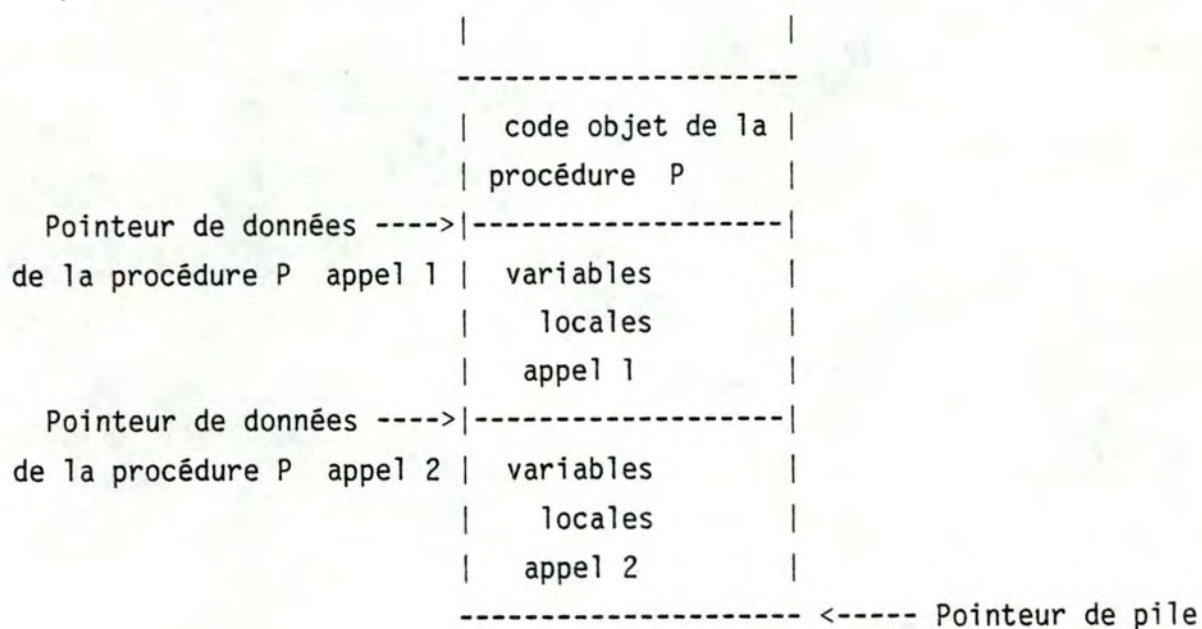 |                    |
---------------------
| code objet de la |
| procédure P |
Pointeur de données ---->|-------------------|
de la procédure P appel 1 | variables |
| locales |
| appel 1 |
Pointeur de données ---->|-------------------|
de la procédure P appel 2 | variables |
| locales |
| appel 2 |
--------------------- <----- Pointeur de pile